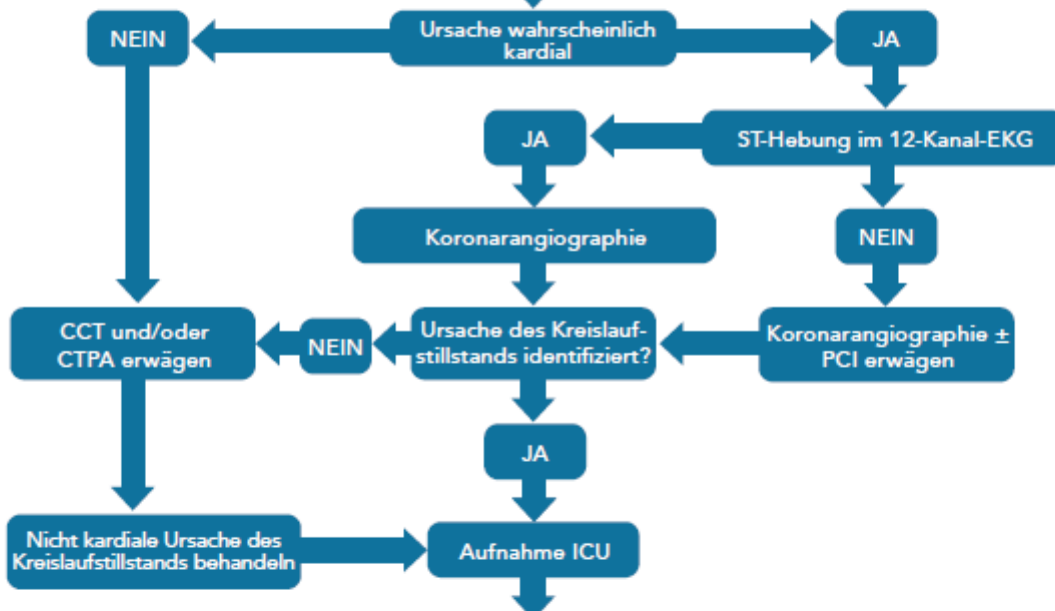 NEIN
Ursache wahrscheinlich
kardial
JA
JA
ST-Hebung im 12-Kanal-EKG
Koronarangiographie
NEIN
CCT und/oder
CTPA erwägen
NEIN
Ursache des Kreislauf-
stillstands identifiziert?
Koronarangiographie ±
PCI erwägen
JA
Nicht kardiale Ursache des
Kreislaufstillstands behandeln
Aufnahme ICU